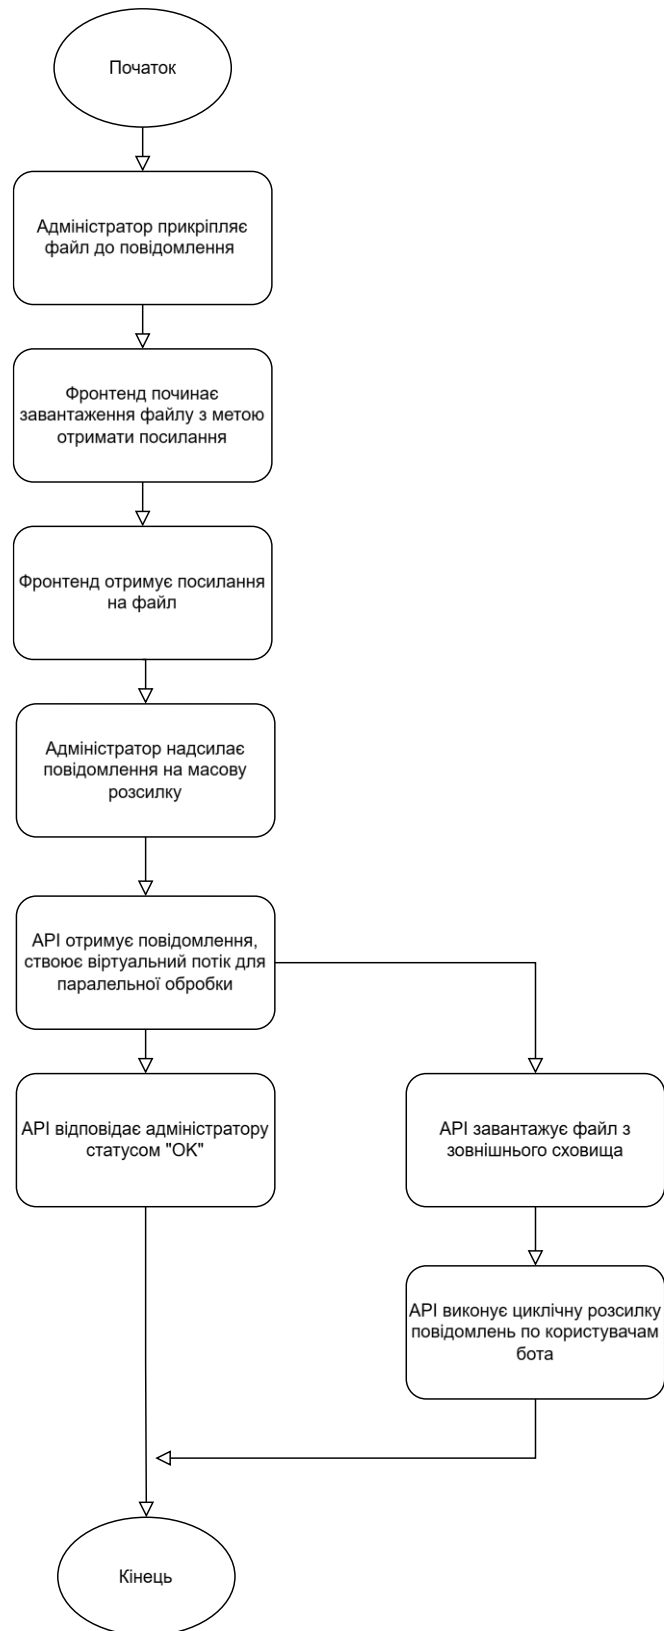 Початок
Адміністратор прикріпляє
файл до повідомлення
Фронтенд починає
завантаження файлу з метою
отримати посилання
Фронтенд отримує посилання
на файл
Адміністратор надсилає
повідомлення на масову
розсилку
API отримує повідомлення,
ствоює віртуальний потік для
паралельної обробки
API відповідає адміністратору
статусом "OK"
API завантажує файл з
зовнішнього сховища
API виконує циклічну розсилку
повідомлень по користувачам
бота
Кінець